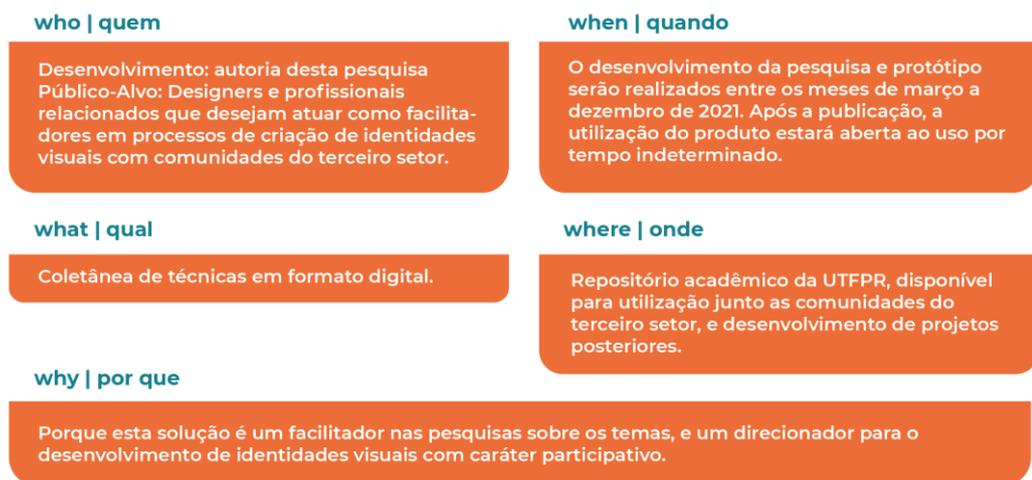 who | quem
Desenvolvimento: autoria desta pesquisa
Público-Alvo: Designers e profissionais
relacionados que desejam atuar como facilita-
dores em processos de criação de identidades
visuais com comunidades do terceiro setor.
when | quando
O desenvolvimento da pesquisa e protótipo
serão realizados entre os meses de março a
dezembro de 2021. Após a publicação, a
utilização do produto estará aberta ao uso por
tempo indeterminado.
what | qual
Coletânea de técnicas em formato digital.
where | onde
Repositório acadêmico da UTFPR, disponível
para utilização junto as comunidades do
terceiro setor, e desenvolvimento de projetos
posteriores.
why | por que
Porque esta solução é um facilitador nas pesquisas sobre os temas, e um direcionador para o
desenvolvimento de identidades visuais com caráter participativo.